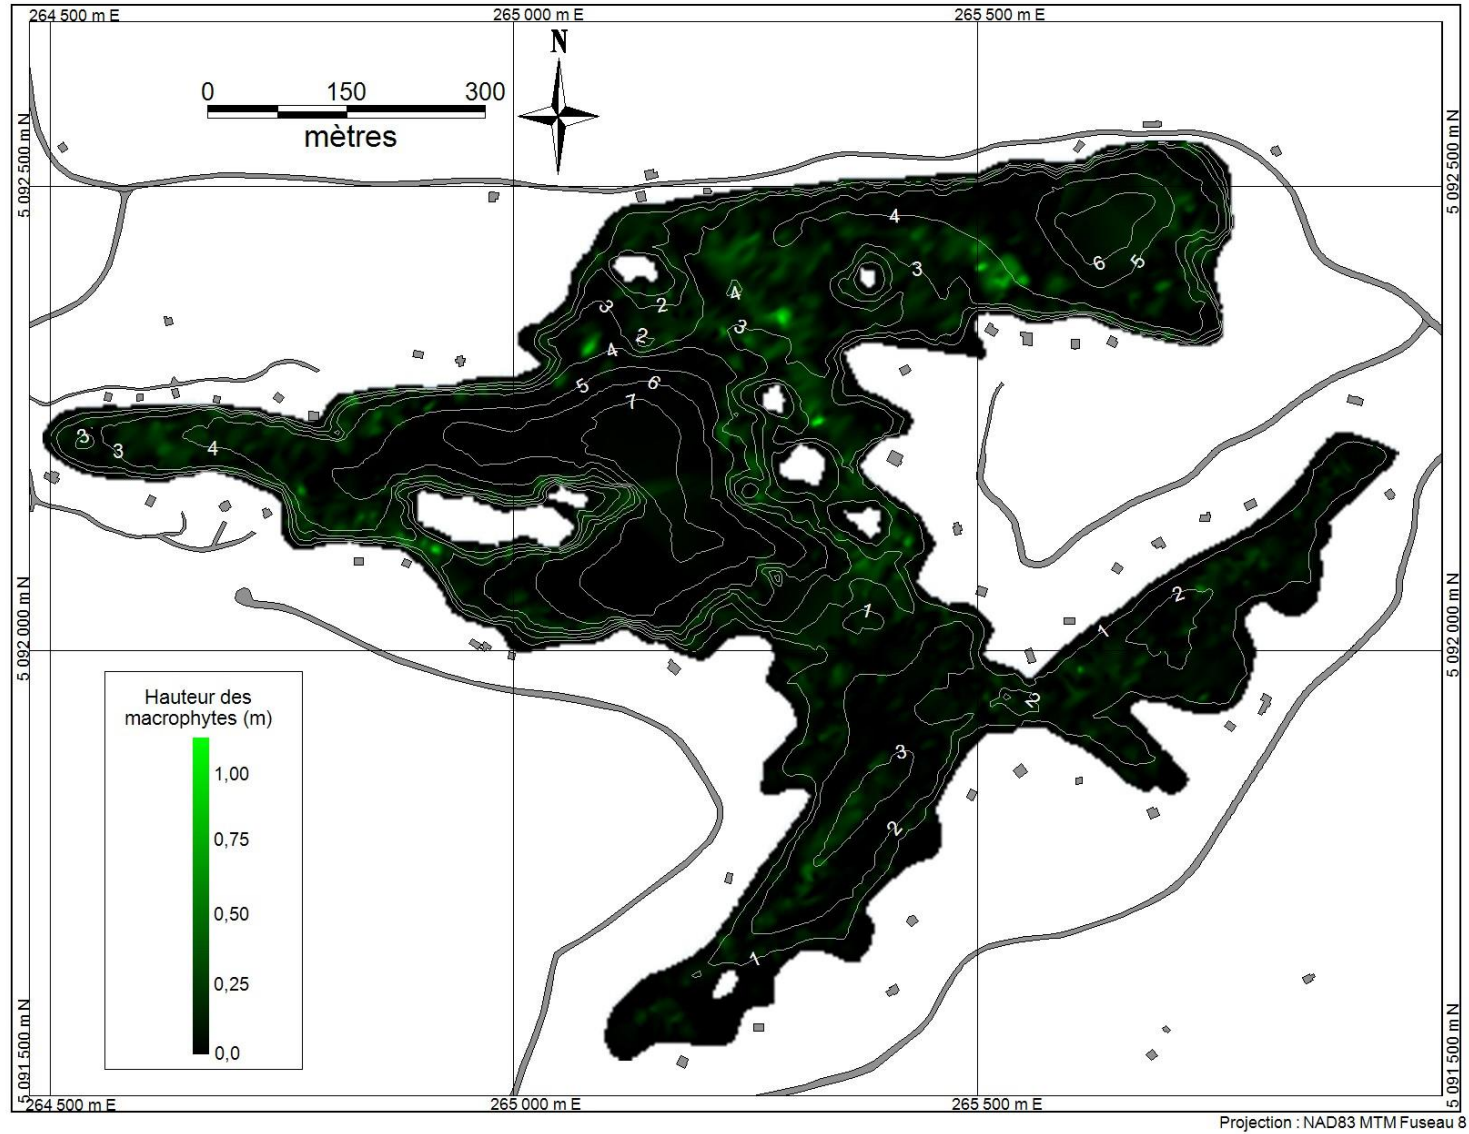 264 500 m E
265 000 m E
265 500 m E
N
0 150 300
mètres
5 092 500 m N
5 092 500 m N
4
6 5
3
4
2
3
2
3
4
5
6
7
3
3
4
5 092 000 m N
5 092 000 m N
1
2
1
2
3
2
1
Hauteur des
macrophytes (m)
1,00
0,75
0,50
0,25
0,0
5 091 500 m N
5 091 500 m N
264 500 m E
265 000 m E
265 500 m E
Projection : NAD83 MTM Fuseau 8